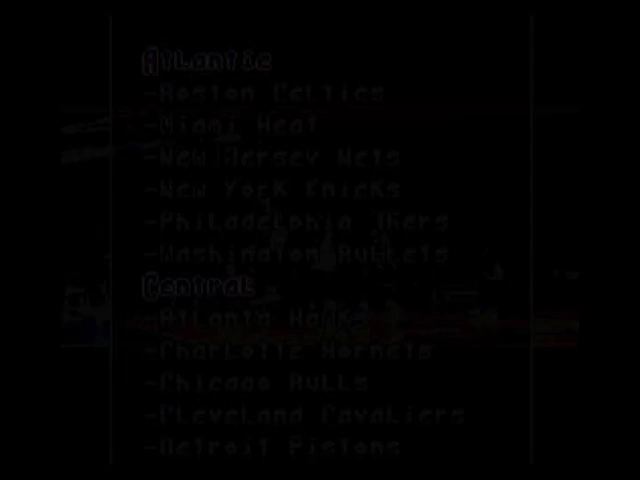 Atlantic
-Boston Celtics
-Miami Heat
-New Jersey Nets
-New York Knicks
-Philadelphia 76ers
-Washington Bullets
Central
-Atlanta Hawks
-Charlotte Hornets
-Chicago Bulls
-Cleveland Cavaliers
-Detroit Pistons